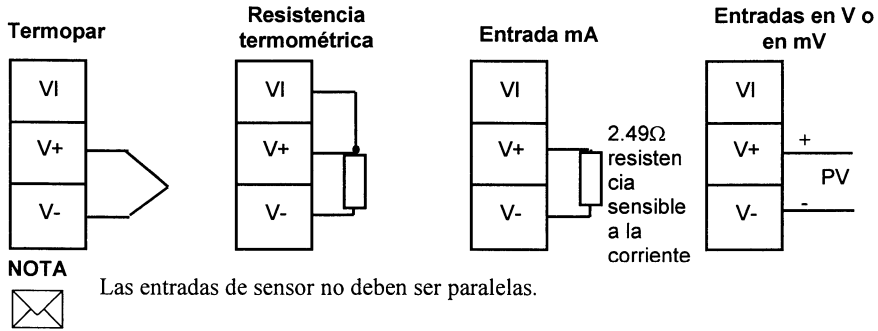 Termopar
VI
V+
V-
Resistencia
termométrica
VI
V+
V-
Entrada mA
VI
V+
V-
2.49Ω
resisten
cia
sensible
a la
corriente
Entradas en V o
en mV
VI
V+
V-
+
PV
-
NOTA
Las entradas de sensor no deben ser paralelas.